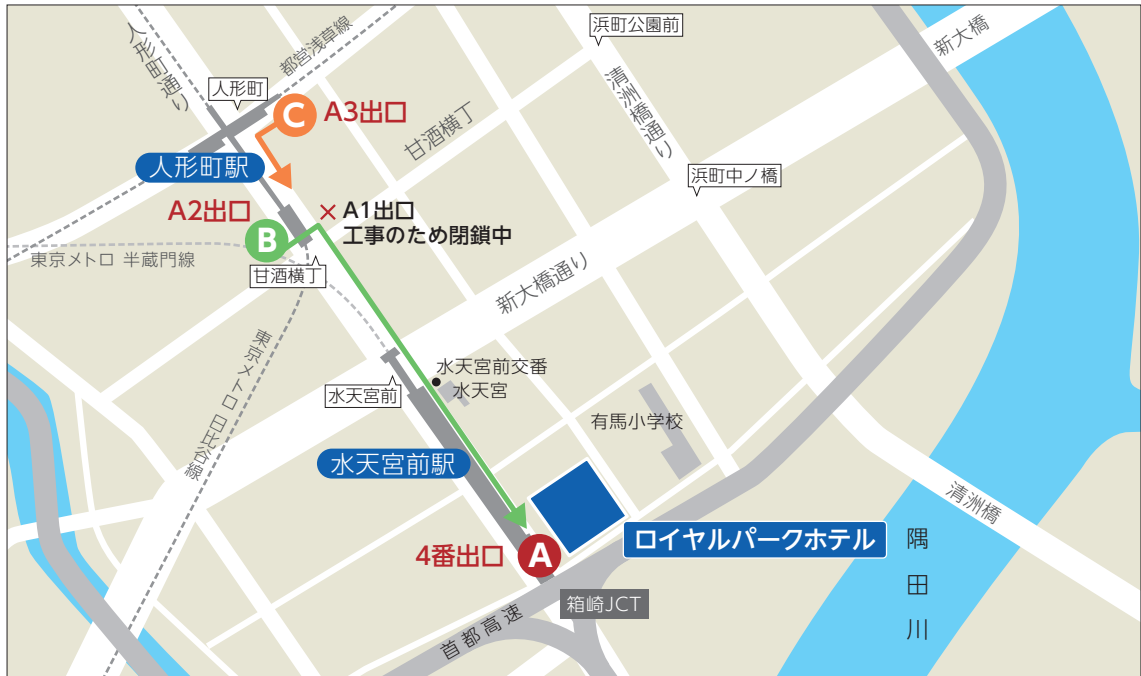 浜町公園前
新大橋
人形町通り
都営浅草線
人形町
清洲橋通り
C
A3出口
甘酒横丁
人形町駅
浜町中ノ橋
A2出口
× A1出口
工事のため閉鎖中
B
東京メトロ 半蔵門線
甘酒横丁
新大橋通り
東京メトロ 日比谷線
水天宮前交番
水天宮
水天宮前
有馬小学校
水天宮前駅
清洲橋
ロイヤルパークホテル
4番出口
A
隅田川
箱崎JCT
首都高速